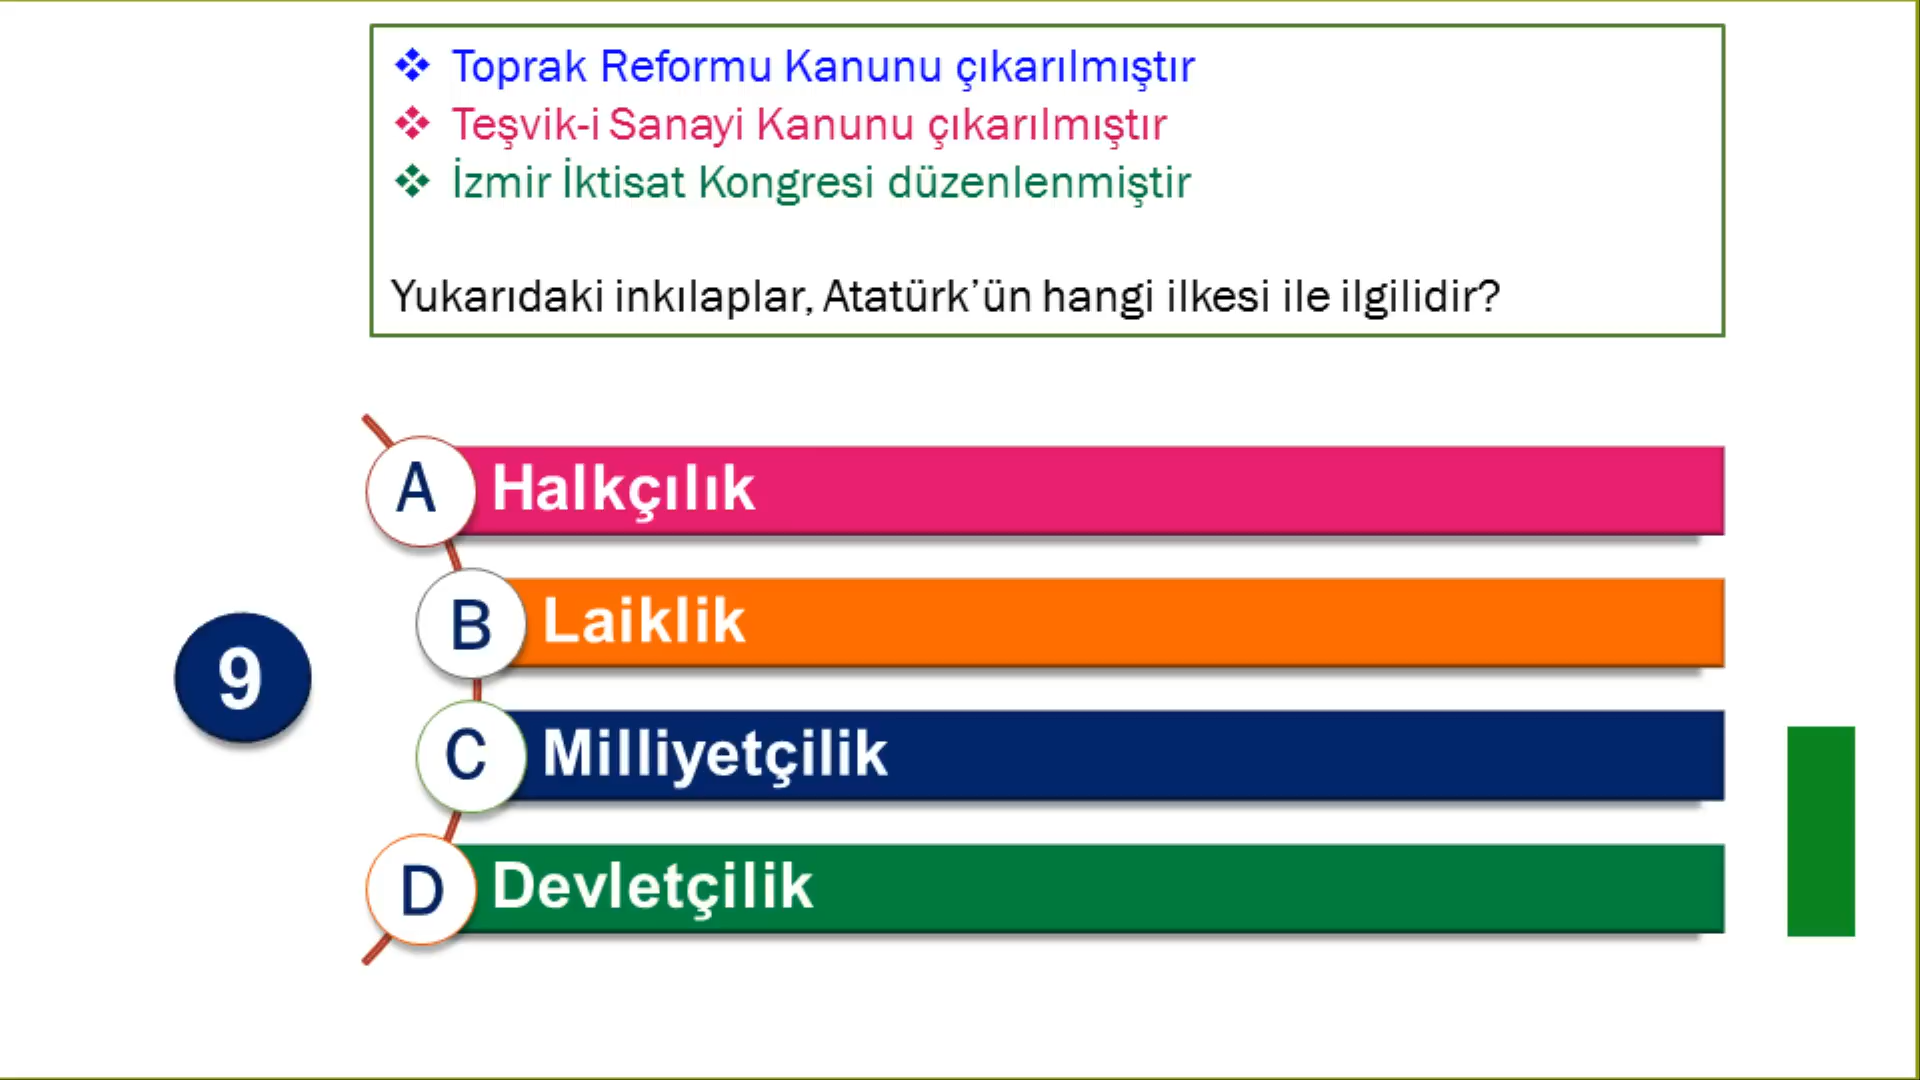 Toprak Reformu Kanunu çıkarılmıştır
Teşvik-i Sanayi Kanunu çıkarılmıştır
İzmir İktisat Kongresi düzenlenmiştir
Yukarıdaki inkılaplar, Atatürk’ün hangi ilkesi ile ilgilidir?
9
A Halkçılık
B Laiklik
C Milliyetçilik
D Devletçilik